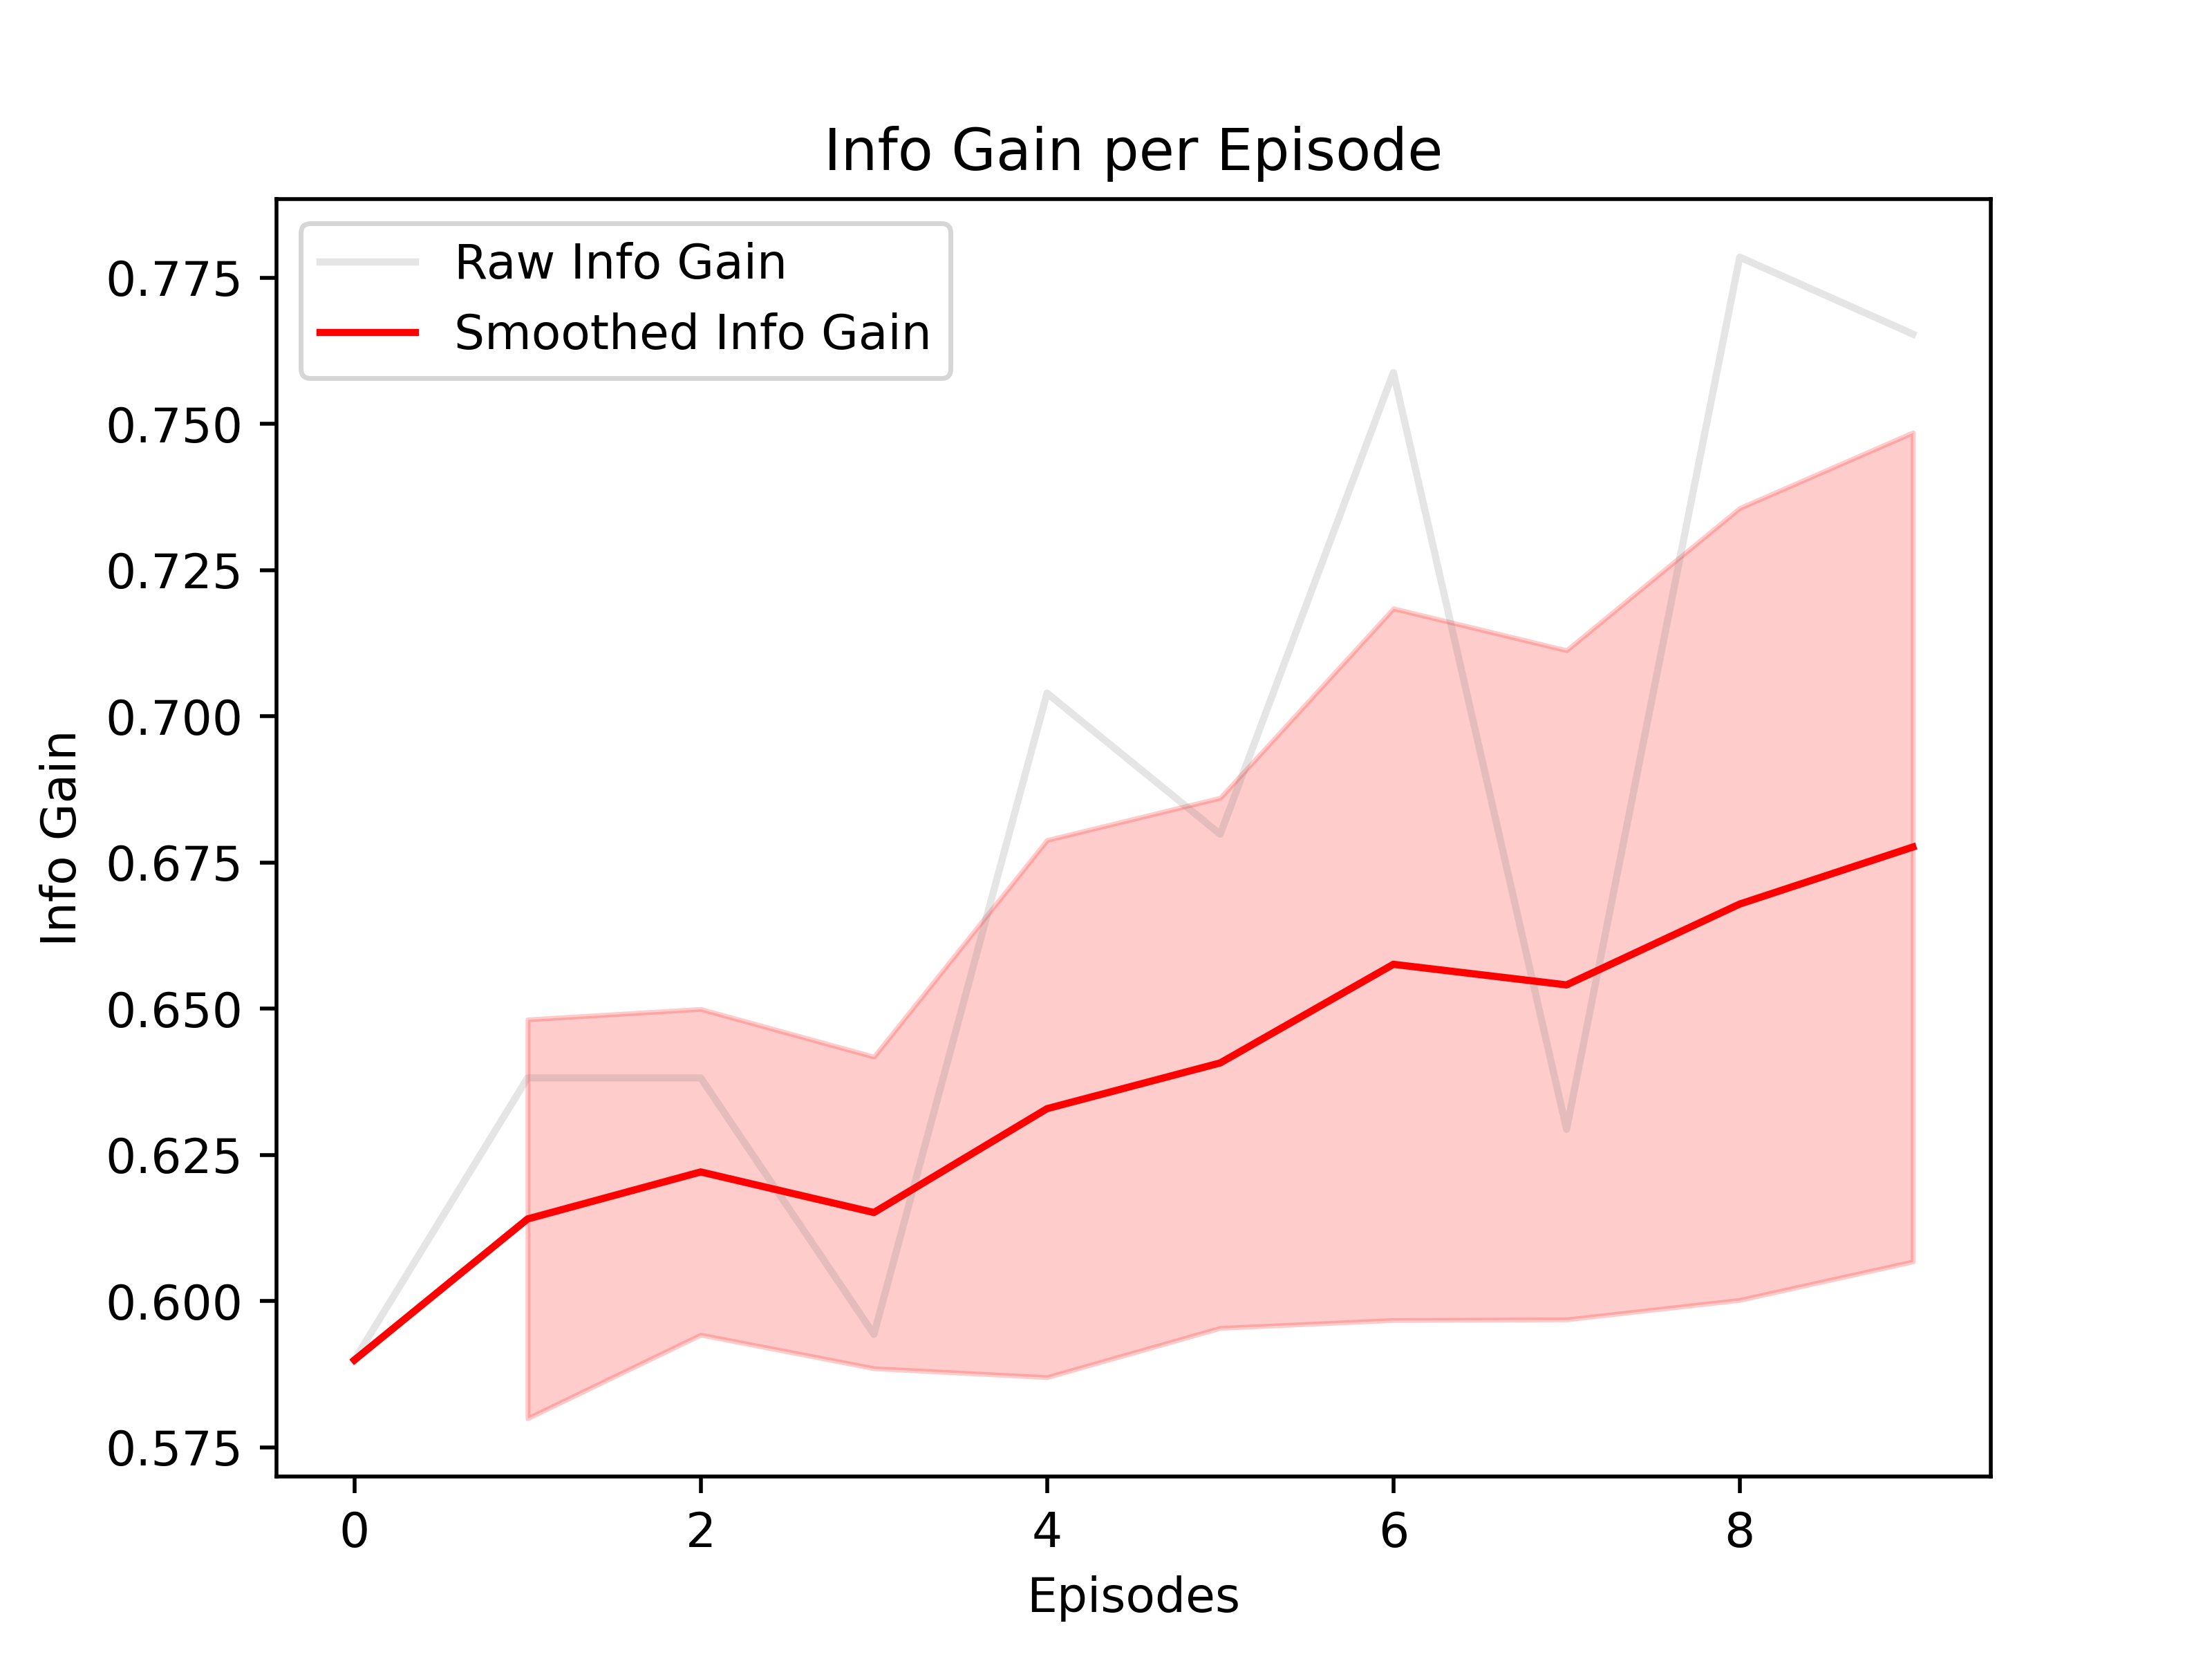 Info Gain per Episode
Raw Info Gain
Smoothed Info Gain
0.775
0.750
0.725
0.700
0.675
0.650
0.625
0.600
0.575
Info Gain
0 2 4 6 8
Episodes